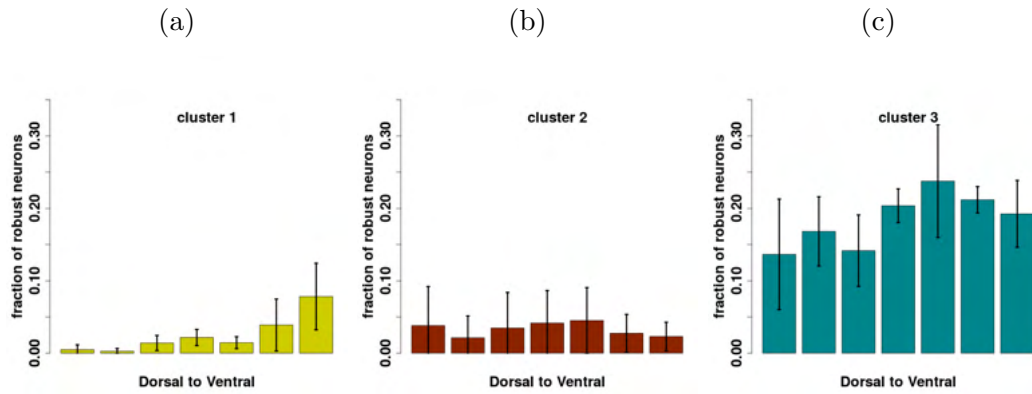 (a)
(b)
(c)
cluster 1
fraction of robust neurons
0.00 0.10 0.20 0.30
Dorsal to Ventral
cluster 2
fraction of robust neurons
0.00 0.10 0.20 0.30
Dorsal to Ventral
cluster 3
fraction of robust neurons
0.00 0.10 0.20 0.30
Dorsal to Ventral